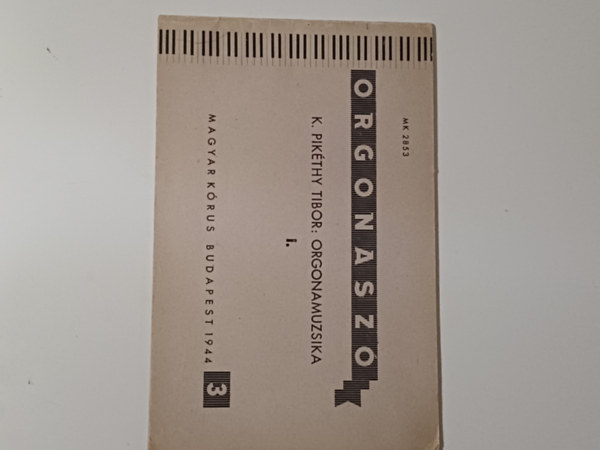 MK 2853
ORGONASZÓ
K. PIKÉTHY TIBOR: ORGONAMUZSIKA
I.
MAGYAR KÓRUS BUDAPEST 1944 3